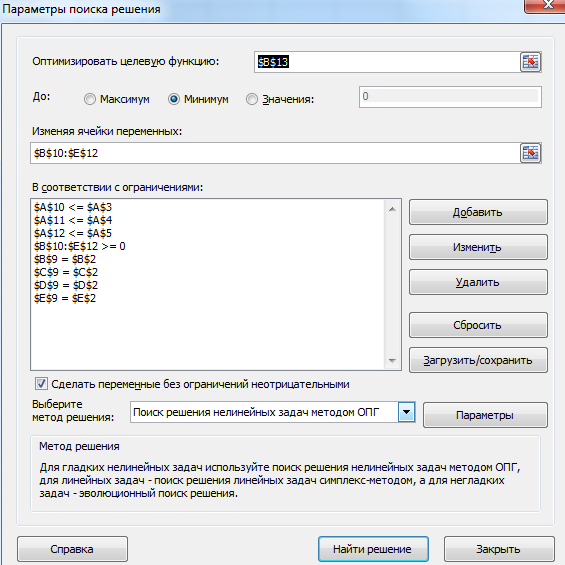 Параметры поиска решения
Оптимизировать целевую функцию:
$B$13
До:
Максимум
Минимум
Значения:
0
Изменяя ячейки переменных:
$B$10:$E$12
В соответствии с ограничениями:
$A$10 <= $A$3
$A$11 <= $A$4
$A$12 <= $A$5
$B$10:$E$12 >= 0
$B$9 = $B$2
$C$9 = $C$2
$D$9 = $D$2
$E$9 = $E$2
Добавить
Изменить
Удалить
Сбросить
Загрузить/сохранить
Сделать переменные без ограничений неотрицательными
Выберите
метод решения:
Поиск решения нелинейных задач методом ОПГ
Параметры
Метод решения
Для гладких нелинейных задач используйте поиск решения нелинейных задач методом ОПГ,
для линейных задач - поиск решения линейных задач симплекс-методом, а для негладких
задач - эволюционный поиск решения.
Справка
Найти решение
Закрыть